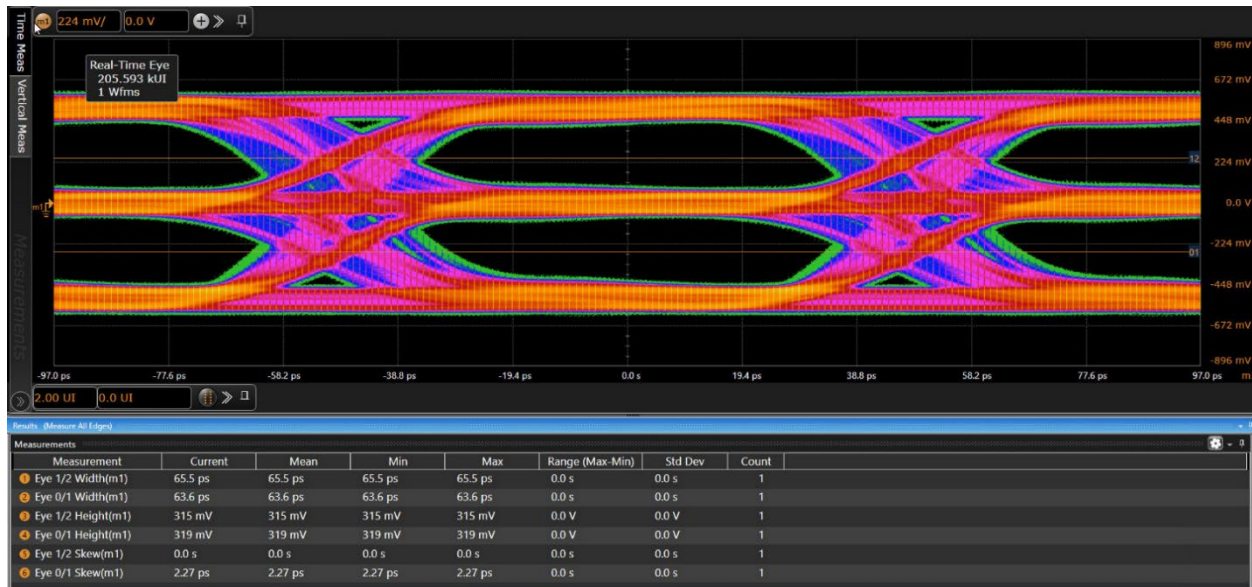 Time Meas
Vertical Meas
Measurements
m1 224 mV/ 0.0 V
Real-Time Eye
205.593 kUI
1 Wfms
896 mV
672 mV
448 mV
12
224 mV
m1
0.0 V
-224 mV
01
-448 mV
-672 mV
-896 mV
-97.0 ps -77.6 ps -58.2 ps -38.8 ps -19.4 ps 0.0 s 19.4 ps 38.8 ps 58.2 ps 77.6 ps 97.0 ps m
2.00 UI 0.0 UI
Results (Measure All Edges)
Measurements
Measurement Current Mean Min Max Range (Max-Min) Std Dev Count
1 Eye 1/2 Width(m1) 65.5 ps 65.5 ps 65.5 ps 65.5 ps 0.0 s 0.0 s 1
2 Eye 0/1 Width(m1) 63.6 ps 63.6 ps 63.6 ps 63.6 ps 0.0 s 0.0 s 1
3 Eye 1/2 Height(m1) 315 mV 315 mV 315 mV 315 mV 0.0 V 0.0 V 1
4 Eye 0/1 Height(m1) 319 mV 319 mV 319 mV 319 mV 0.0 V 0.0 V 1
5 Eye 1/2 Skew(m1) 0.0 s 0.0 s 0.0 s 0.0 s 0.0 s 0.0 s 1
6 Eye 0/1 Skew(m1) 2.27 ps 2.27 ps 2.27 ps 2.27 ps 0.0 s 0.0 s 1